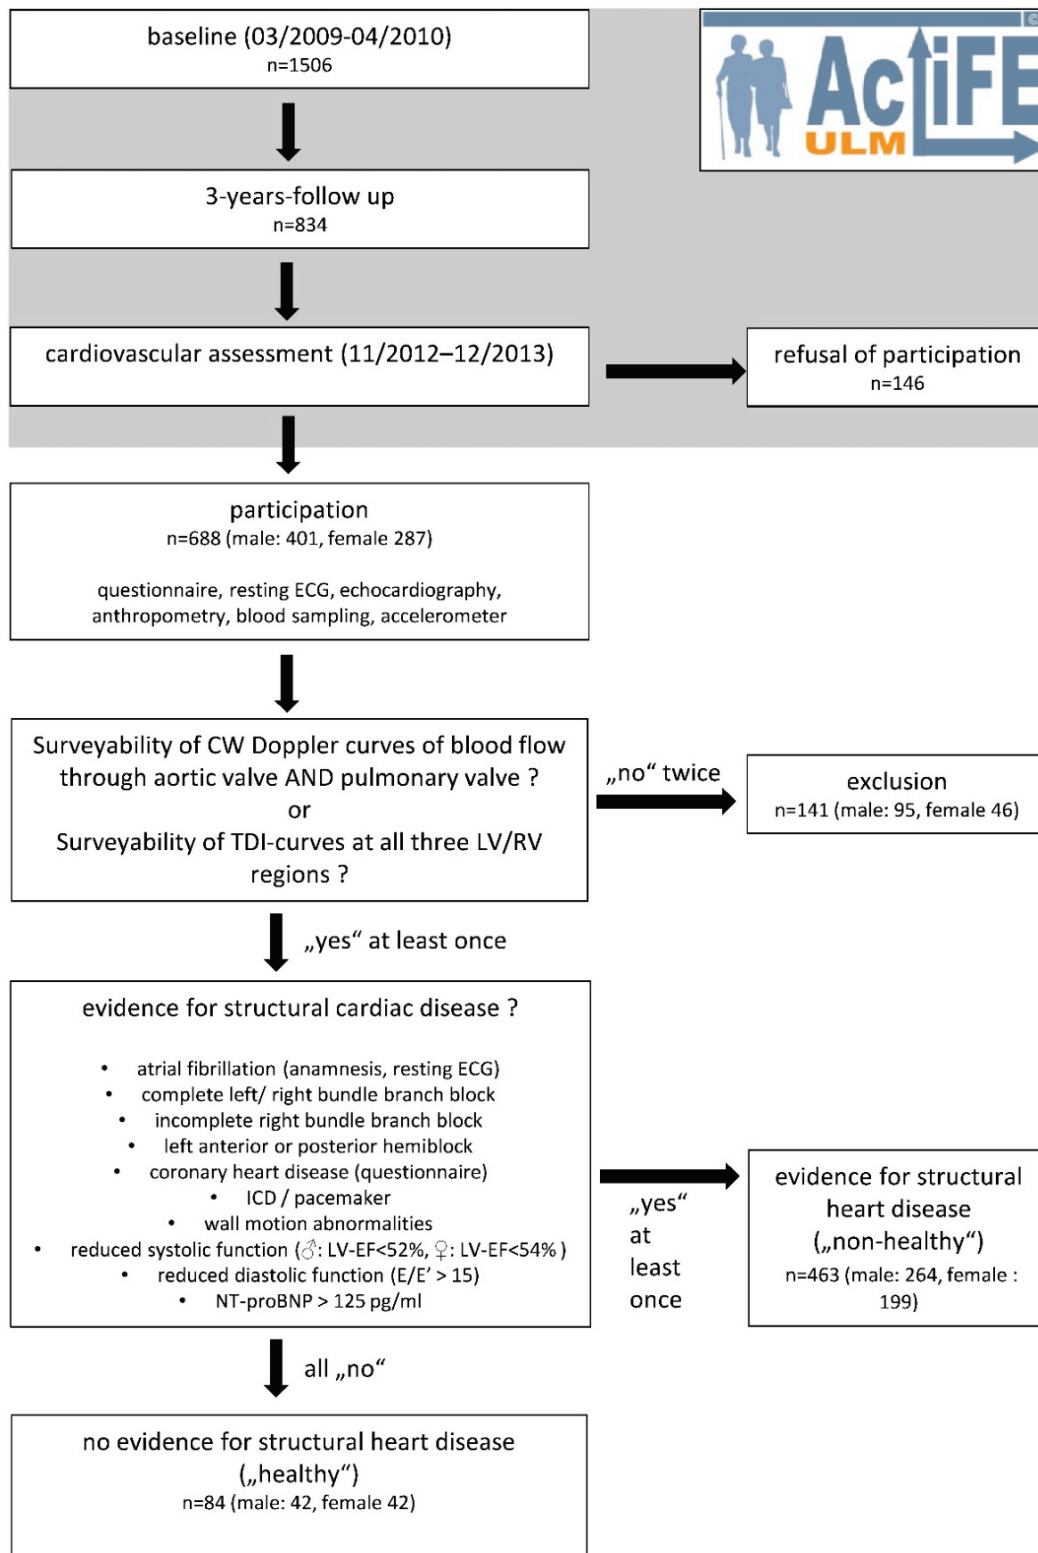 baseline (03/2009-04/2010)
n=1506
©
ActiFE
ULM
3-years-follow up
n=834
cardiovascular assessment (11/2012–12/2013)
refusal of participation
n=146
participation
n=688 (male: 401, female 287)
questionnaire, resting ECG, echocardiography,
anthropometry, blood sampling, accelerometer
Surveyability of CW Doppler curves of blood flow
through aortic valve AND pulmonary valve ?
or
Surveyability of TDI-curves at all three LV/RV
regions ?
„no“ twice
exclusion
n=141 (male: 95, female 46)
„yes“ at least once
evidence for structural cardiac disease ?
• atrial fibrillation (anamnesis, resting ECG)
• complete left/ right bundle branch block
• incomplete right bundle branch block
• left anterior or posterior hemiblock
• coronary heart disease (questionnaire)
• ICD / pacemaker
• wall motion abnormalities
• reduced systolic function (♂: LV-EF<52%, ♀: LV-EF<54% )
• reduced diastolic function (E/E’ > 15)
• NT-proBNP > 125 pg/ml
„yes“
at
least
once
evidence for structural
heart disease
(„non-healthy“)
n=463 (male: 264, female :
199)
all „no“
no evidence for structural heart disease
(„healthy“)
n=84 (male: 42, female 42)